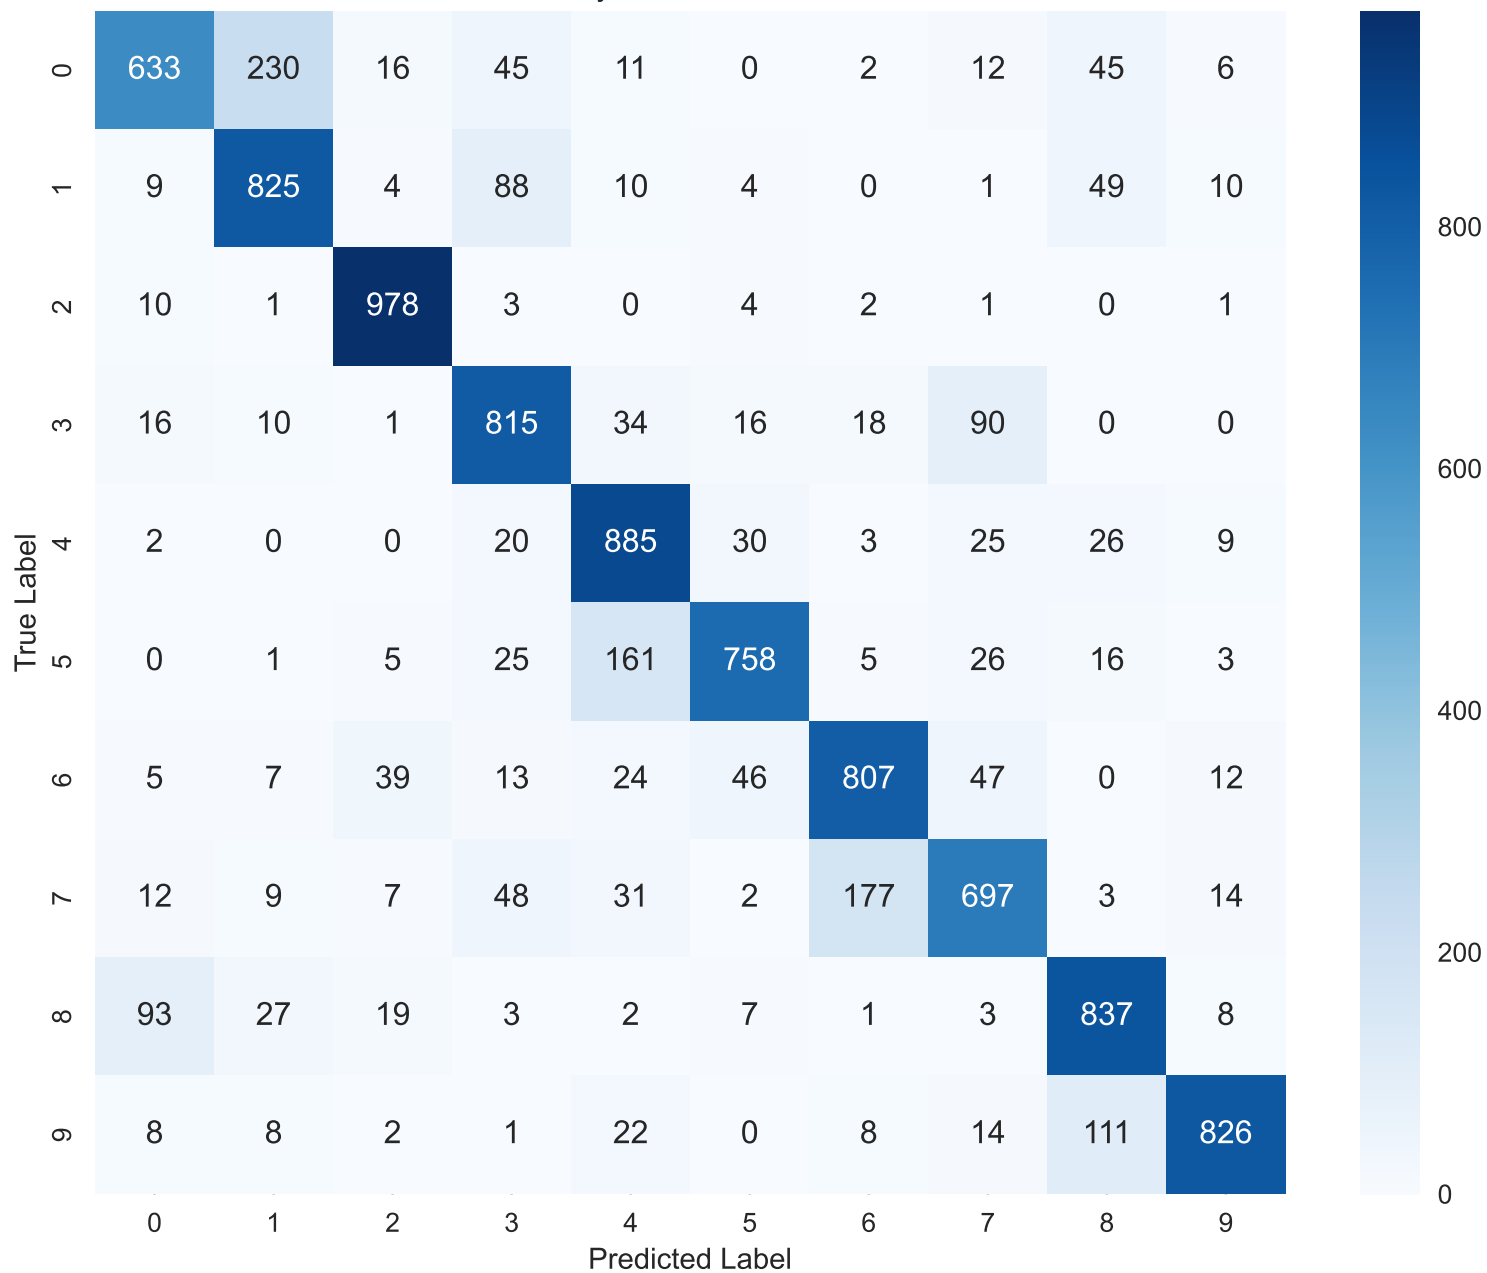 0 633 230 16 45 11 0 2 12 45 6
1 9 825 4 88 10 4 0 1 49 10
800
2 10 1 978 3 0 4 2 1 0 1
3 16 10 1 815 34 16 18 90 0 0
600
4 2 0 0 20 885 30 3 25 26 9
True Label
5 0 1 5 25 161 758 5 26 16 3
400
6 5 7 39 13 24 46 807 47 0 12
7 12 9 7 48 31 2 177 697 3 14
200
8 93 27 19 3 2 7 1 3 837 8
9 8 8 2 1 22 0 8 14 111 826
0
0 1 2 3 4 5 6 7 8 9
Predicted Label